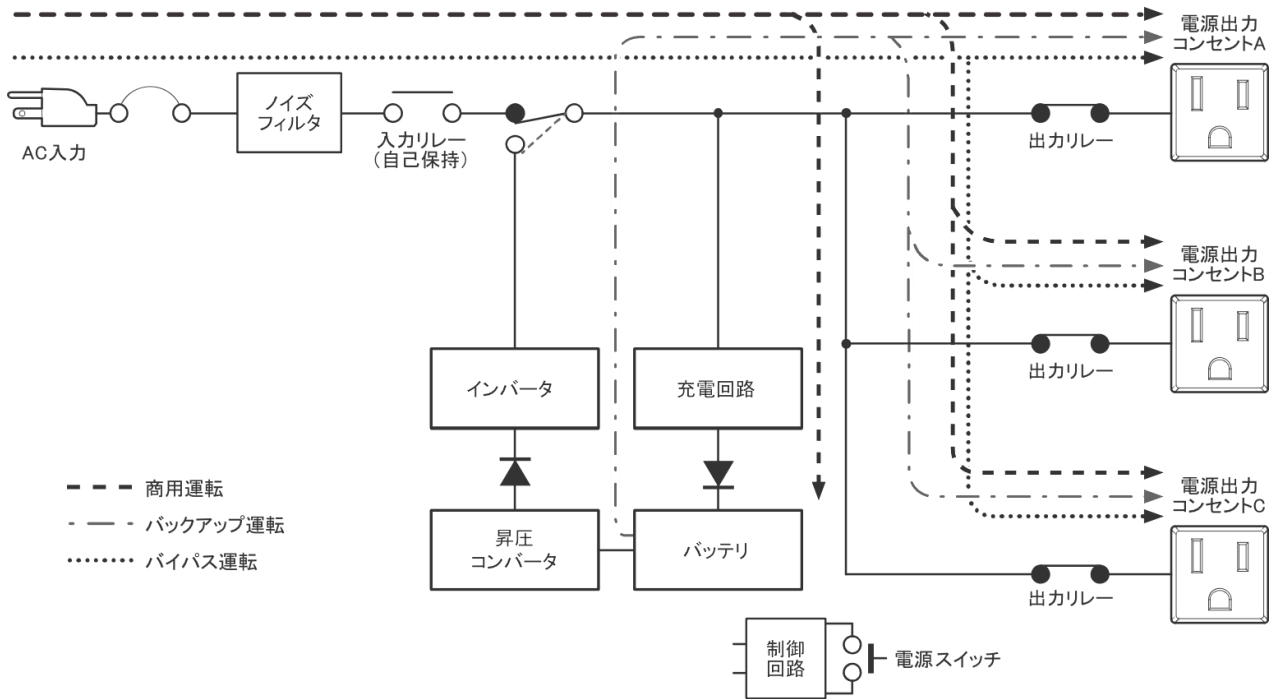 電源出力
コンセントA
ノイズ
フィルタ
AC入力
入力リレー
(自己保持)
出力リレー
電源出力
コンセントB
出力リレー
インバータ
充電回路
商用運転
バックアップ運転
バイパス運転
昇圧
コンバータ
バッテリ
電源出力
コンセントC
出力リレー
制御
回路
電源スイッチ